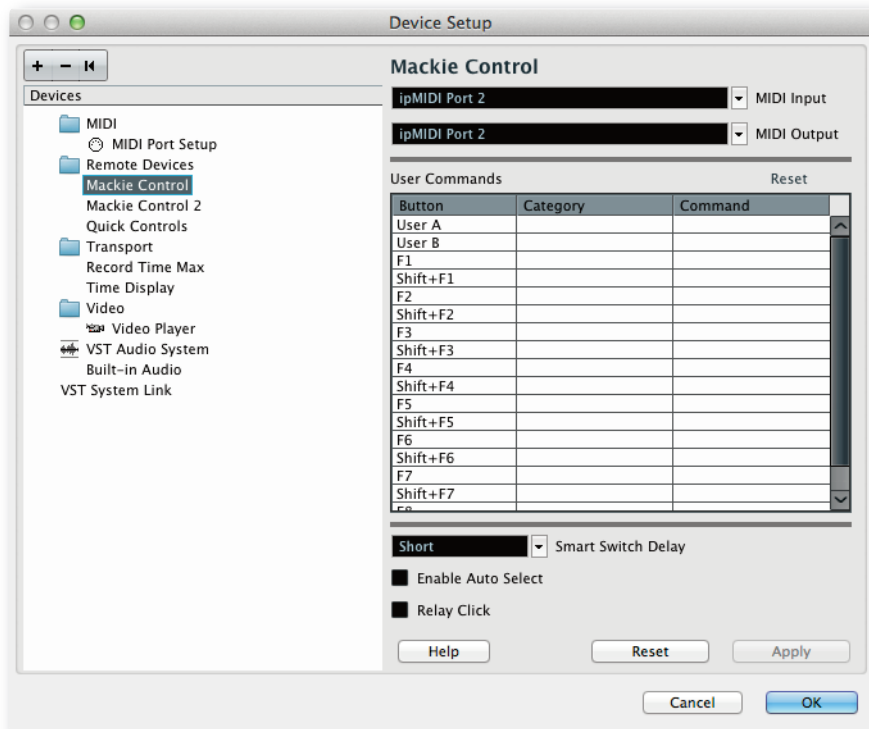 Device Setup
+ -
Devices
MIDI
MIDI Port Setup
Remote Devices
Mackie Control
Mackie Control 2
Quick Controls
Transport
Record Time Max
Time Display
Video
Video Player
VST Audio System
Built-in Audio
VST System Link
Mackie Control
ipMIDI Port 2 MIDI Input
ipMIDI Port 2 MIDI Output
User Commands Reset
Button Category Command
User A
User B
F1
Shift+F1
F2
Shift+F2
F3
Shift+F3
F4
Shift+F4
F5
Shift+F5
F6
Shift+F6
F7
Shift+F7
F8
Short Smart Switch Delay
Enable Auto Select
Relay Click
Help Reset Apply
Cancel OK